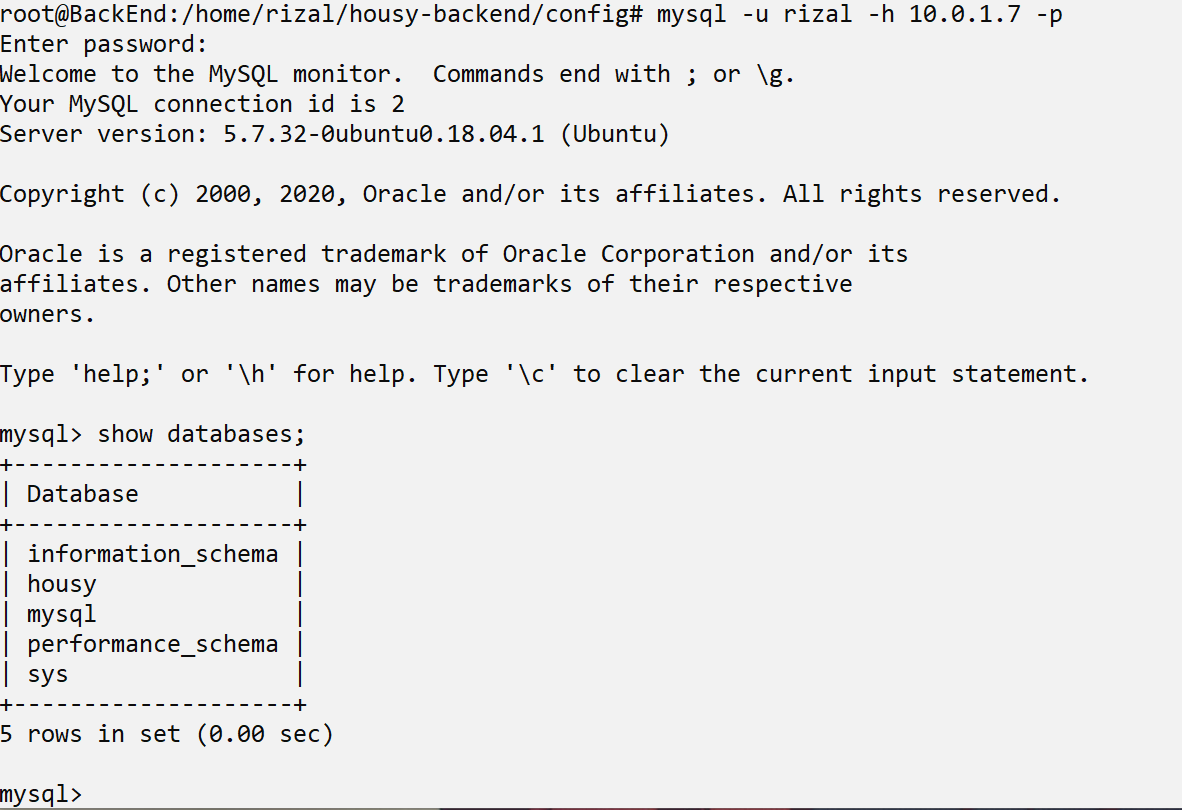 root@BackEnd:/home/rizal/housy-backend/config# mysql -u rizal -h 10.0.1.7 -p
Enter password:
Welcome to the MySQL monitor.  Commands end with ; or \g.
Your MySQL connection id is 2
Server version: 5.7.32-0ubuntu0.18.04.1 (Ubuntu)

Copyright (c) 2000, 2020, Oracle and/or its affiliates. All rights reserved.

Oracle is a registered trademark of Oracle Corporation and/or its
affiliates. Other names may be trademarks of their respective
owners.

Type 'help;' or '\h' for help. Type '\c' to clear the current input statement.

mysql> show databases;
+--------------------+
| Database           |
+--------------------+
| information_schema |
| housy              |
| mysql              |
| performance_schema |
| sys                |
+--------------------+
5 rows in set (0.00 sec)

mysql>